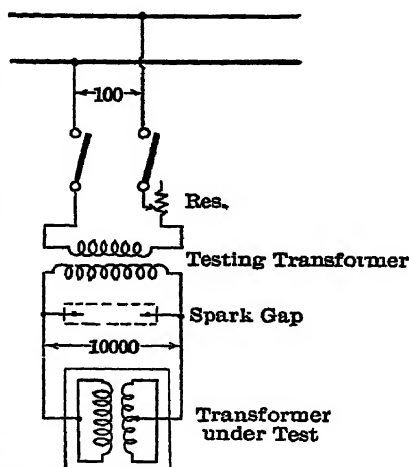 100
Res.
Testing Transformer
Spark Gap
10000
Transformer
under Test